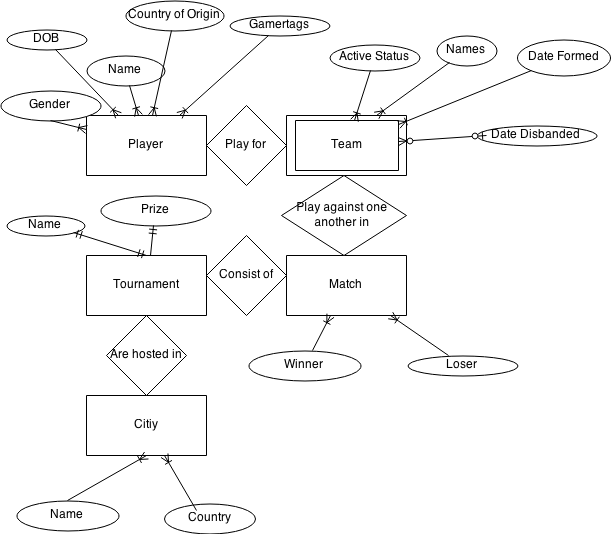 Country of Origin
Gamertags
DOB
Name
Active Status
Names
Date Formed
Gender
Date Disbanded
Player
Play for
Team
Name
Prize
Play against one
another in
Tournament
Consist of
Match
Are hosted in
Winner
Loser
Citiy
Name
Country